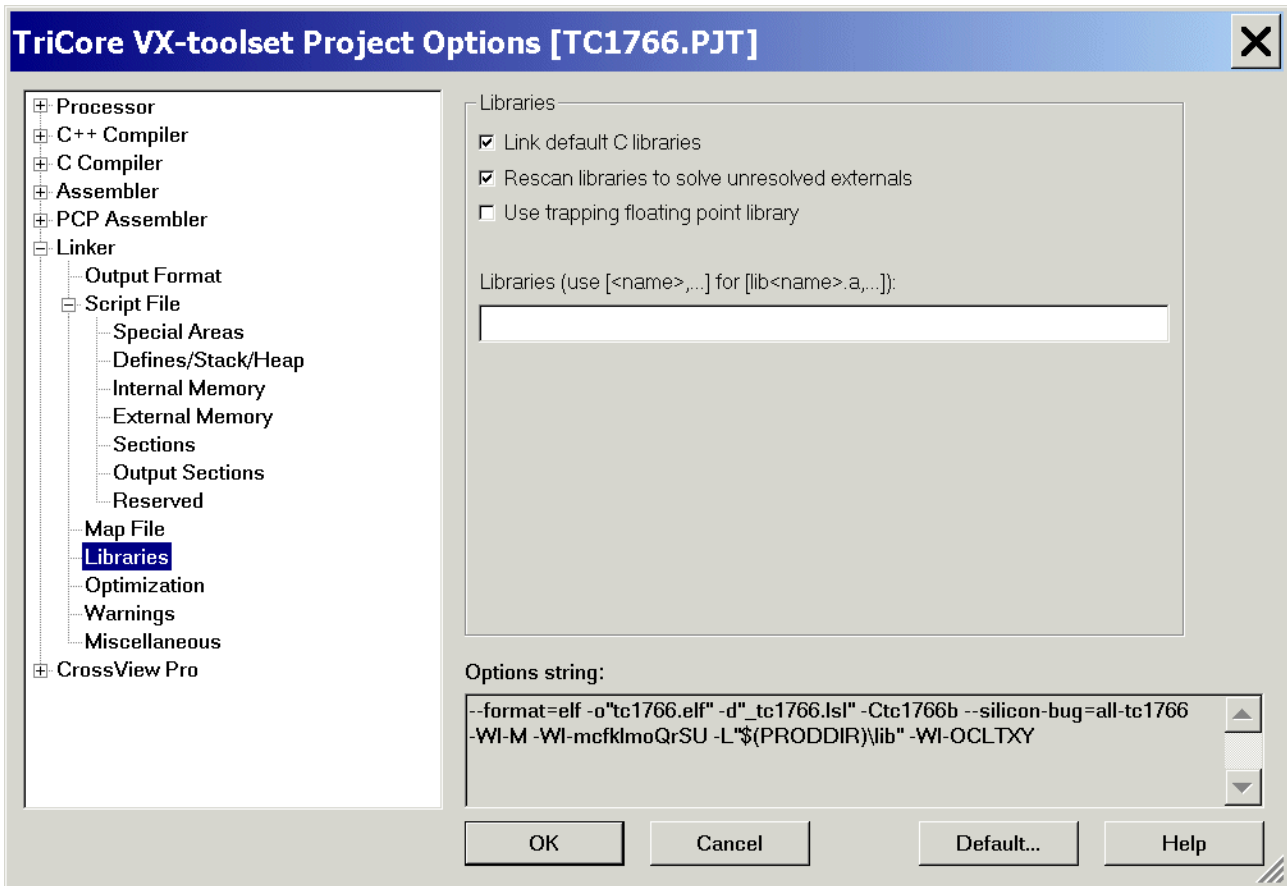 TriCore VX-toolset Project Options [TC1766.PJT]
Processor
C++ Compiler
C Compiler
Assembler
PCP Assembler
Linker
Output Format
Script File
Special Areas
Defines/Stack/Heap
Internal Memory
External Memory
Sections
Output Sections
Reserved
Map File
Libraries
Optimization
Warnings
Miscellaneous
CrossView Pro
Libraries
Link default C libraries
Rescan libraries to solve unresolved externals
Use trapping floating point library
Libraries (use [<name>,...] for [lib<name>.a,...]):
Options string:
--format=elf -o"tc1766.elf" -d"_tc1766.lsl" -Ctc1766b --silicon-bug=all-tc1766
-Wl-M -Wl-mcfklmoQrSU -L"$(PRODDIR)\lib" -Wl-OCLTXY
OK
Cancel
Default...
Help